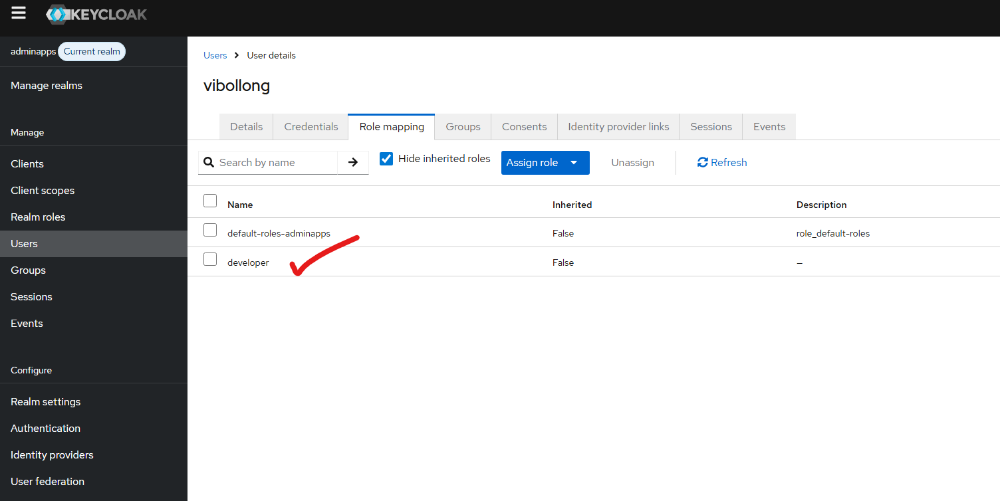 KEYCLOAK
adminapps Current realm
Manage realms
Manage
Clients
Client scopes
Realm roles
Users
Groups
Sessions
Events
Configure
Realm settings
Authentication
Identity providers
User federation
Users > User details
vibollong
Details Credentials Role mapping Groups Consents Identity provider links Sessions Events
Search by name Hide inherited roles Assign role Unassign Refresh
Name Inherited Description
default-roles-adminapps False role_default-roles
developer False –